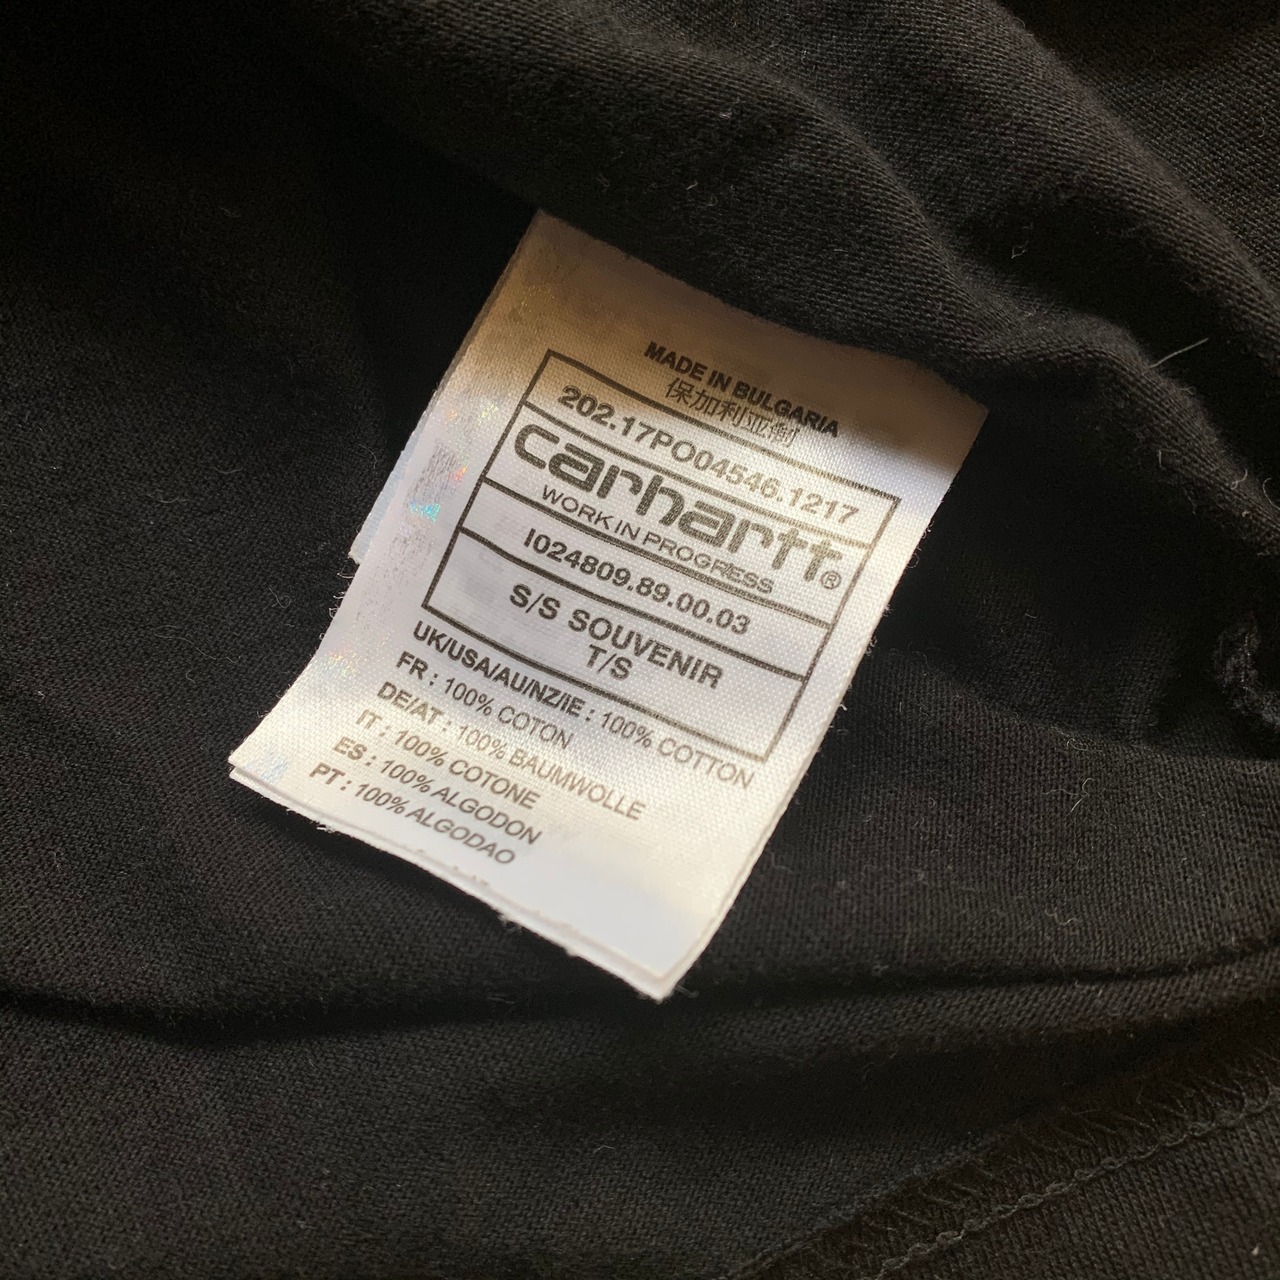 MADE IN BULGARIA
保加利亚制
202.17PO04546.1217
carhartt®
WORK IN PROGRESS
I024809.89.00.03
S/S SOUVENIR
T/S
UK/USA/AU/NZ/IE : 100% COTTON
FR : 100% COTON
DE/AT : 100% BAUMWOLLE
IT : 100% COTONE
ES : 100% ALGODON
PT : 100% ALGODAO